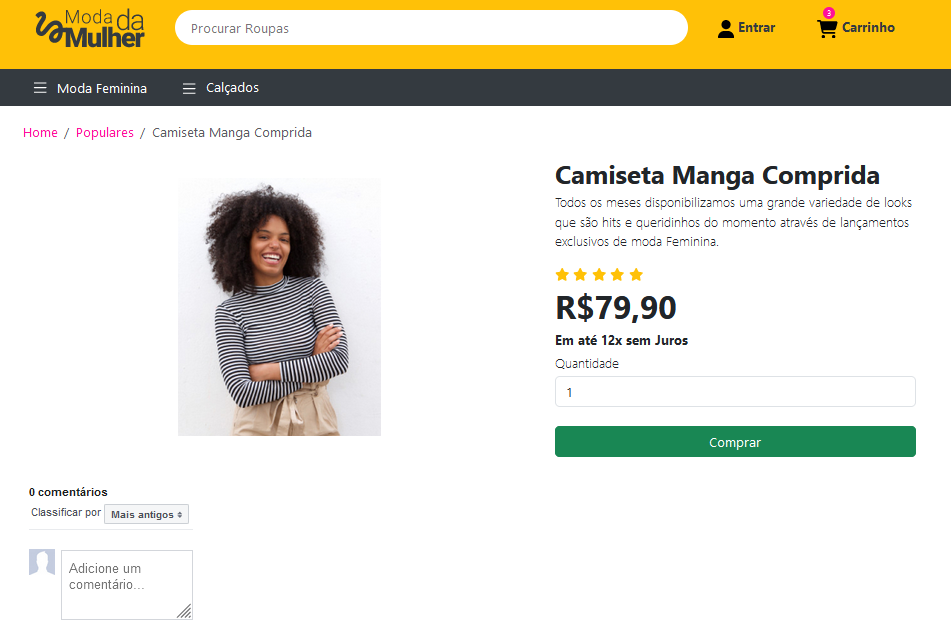 Moda da
Mulher
Procurar Roupas
Entrar
3
Carrinho
Moda Feminina
Calçados
Home / Populares / Camiseta Manga Comprida
Camiseta Manga Comprida
Todos os meses disponibilizamos uma grande variedade de looks
que são hits e queridinhos do momento através de lançamentos
exclusivos de moda Feminina.
R$79,90
Em até 12x sem Juros
Quantidade
1
Comprar
0 comentários
Classificar por Mais antigos
Adicione um
comentário...